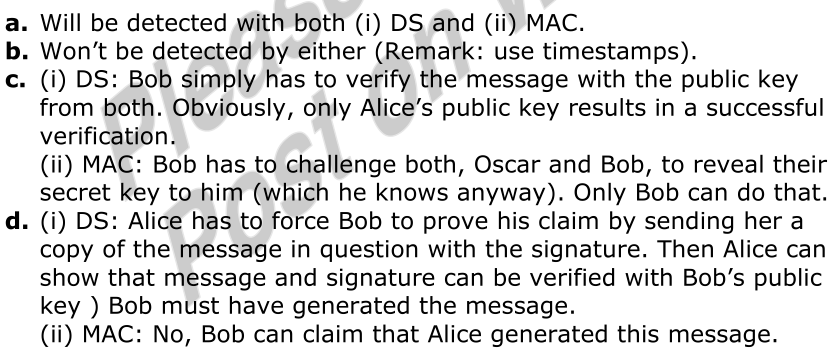 a. Will be detected with both (i) DS and (ii) MAC.
b. Won't be detected by either (Remark: use timestamps).
c. (i) DS: Bob simply has to verify the message with the public key
from both. Obviously, only Alice's public key results in a successful
verification.
(ii) MAC: Bob has to challenge both, Oscar and Bob, to reveal their
secret key to him (which he knows anyway). Only Bob can do that.
d. (i) DS: Alice has to force Bob to prove his claim by sending her a
copy of the message in question with the signature. Then Alice can
show that message and signature can be verified with Bob's public
key ) Bob must have generated the message.
(ii) MAC: No, Bob can claim that Alice generated this message.
Please
Post on